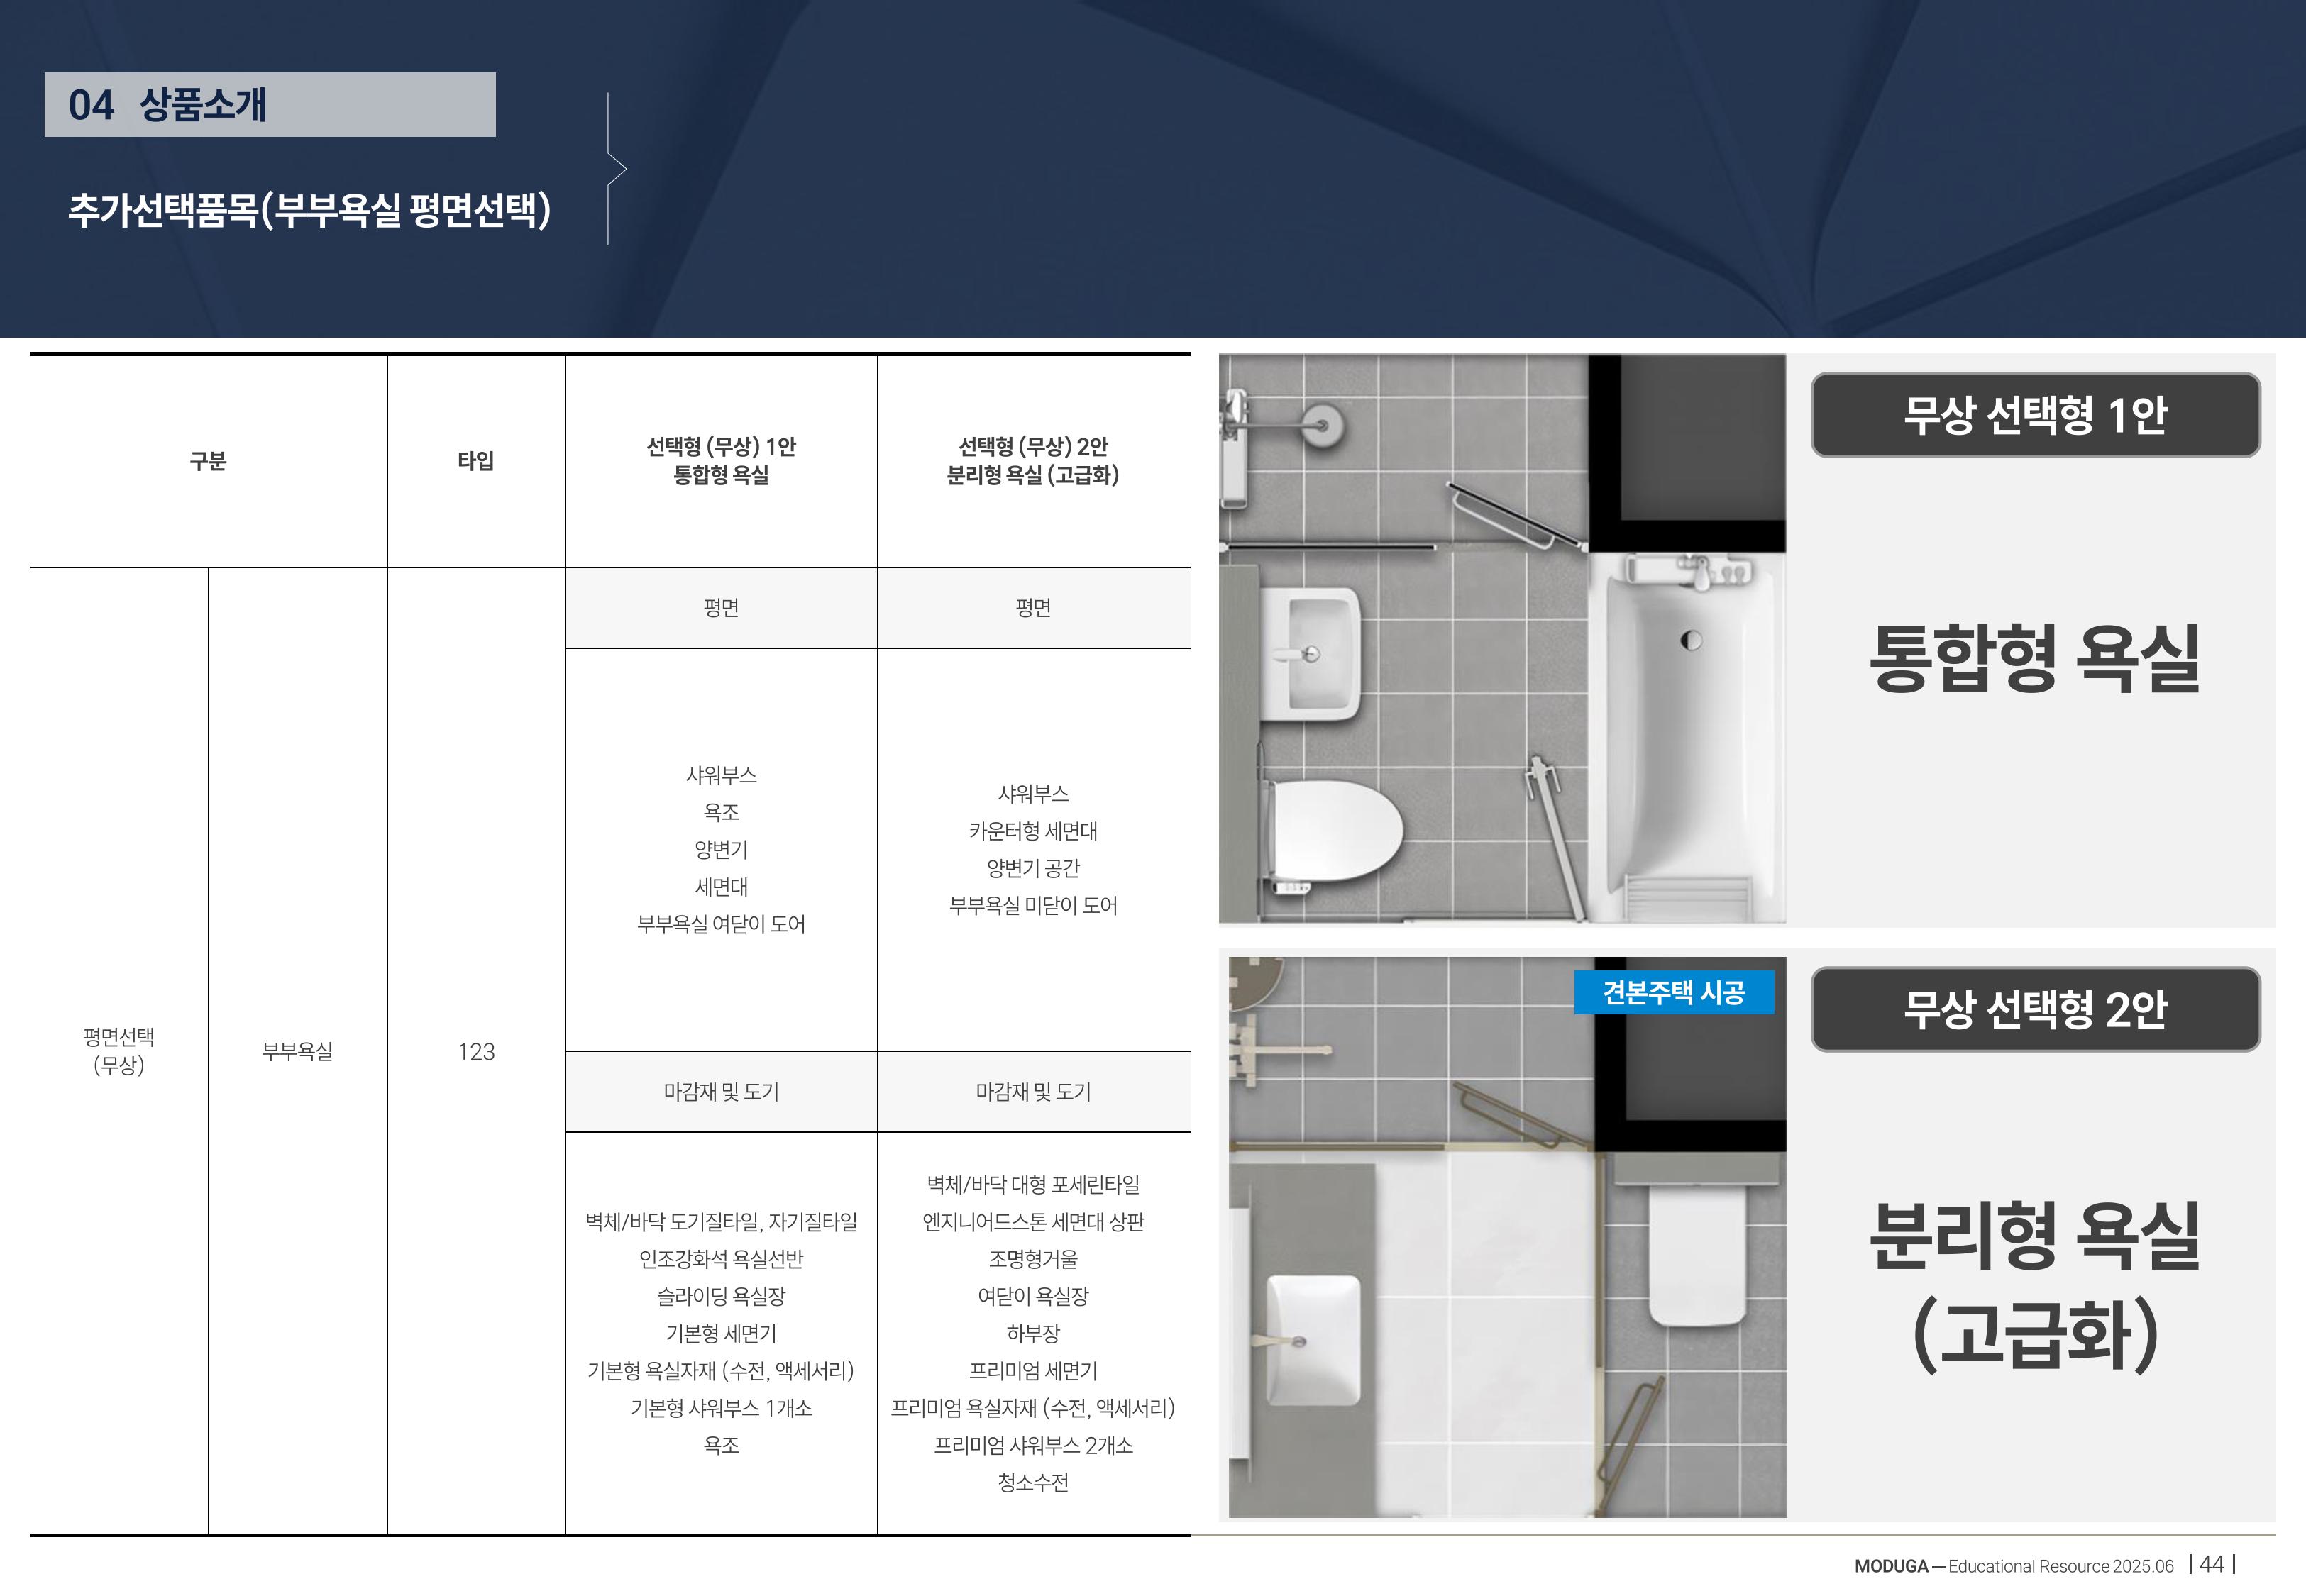 04 상품소개
추가선택품목(부부욕실 평면선택)
구분
타입
선택형 (무상) 1안
통합형 욕실
선택형 (무상) 2안
분리형 욕실 (고급화)
평면선택
(무상)
부부욕실
123
평면
평면
샤워부스
욕조
양변기
세면대
부부욕실 여닫이 도어
샤워부스
카운터형 세면대
양변기 공간
부부욕실 미닫이 도어
마감재 및 도기
마감재 및 도기
벽체/바닥 도기질타일, 자기질타일
인조강화석 욕실선반
슬라이딩 욕실장
기본형 세면기
기본형 욕실자재 (수전, 액세서리)
기본형 샤워부스 1개소
욕조
벽체/바닥 대형 포세린타일
엔지니어드스톤 세면대 상판
조명형거울
여닫이 욕실장
하부장
프리미엄 세면기
프리미엄 욕실자재 (수전, 액세서리)
프리미엄 샤워부스 2개소
청소수전
무상 선택형 1안
통합형 욕실
견본주택 시공
무상 선택형 2안
분리형 욕실
(고급화)
MODUGA — Educational Resource 2025.06 | 44 |